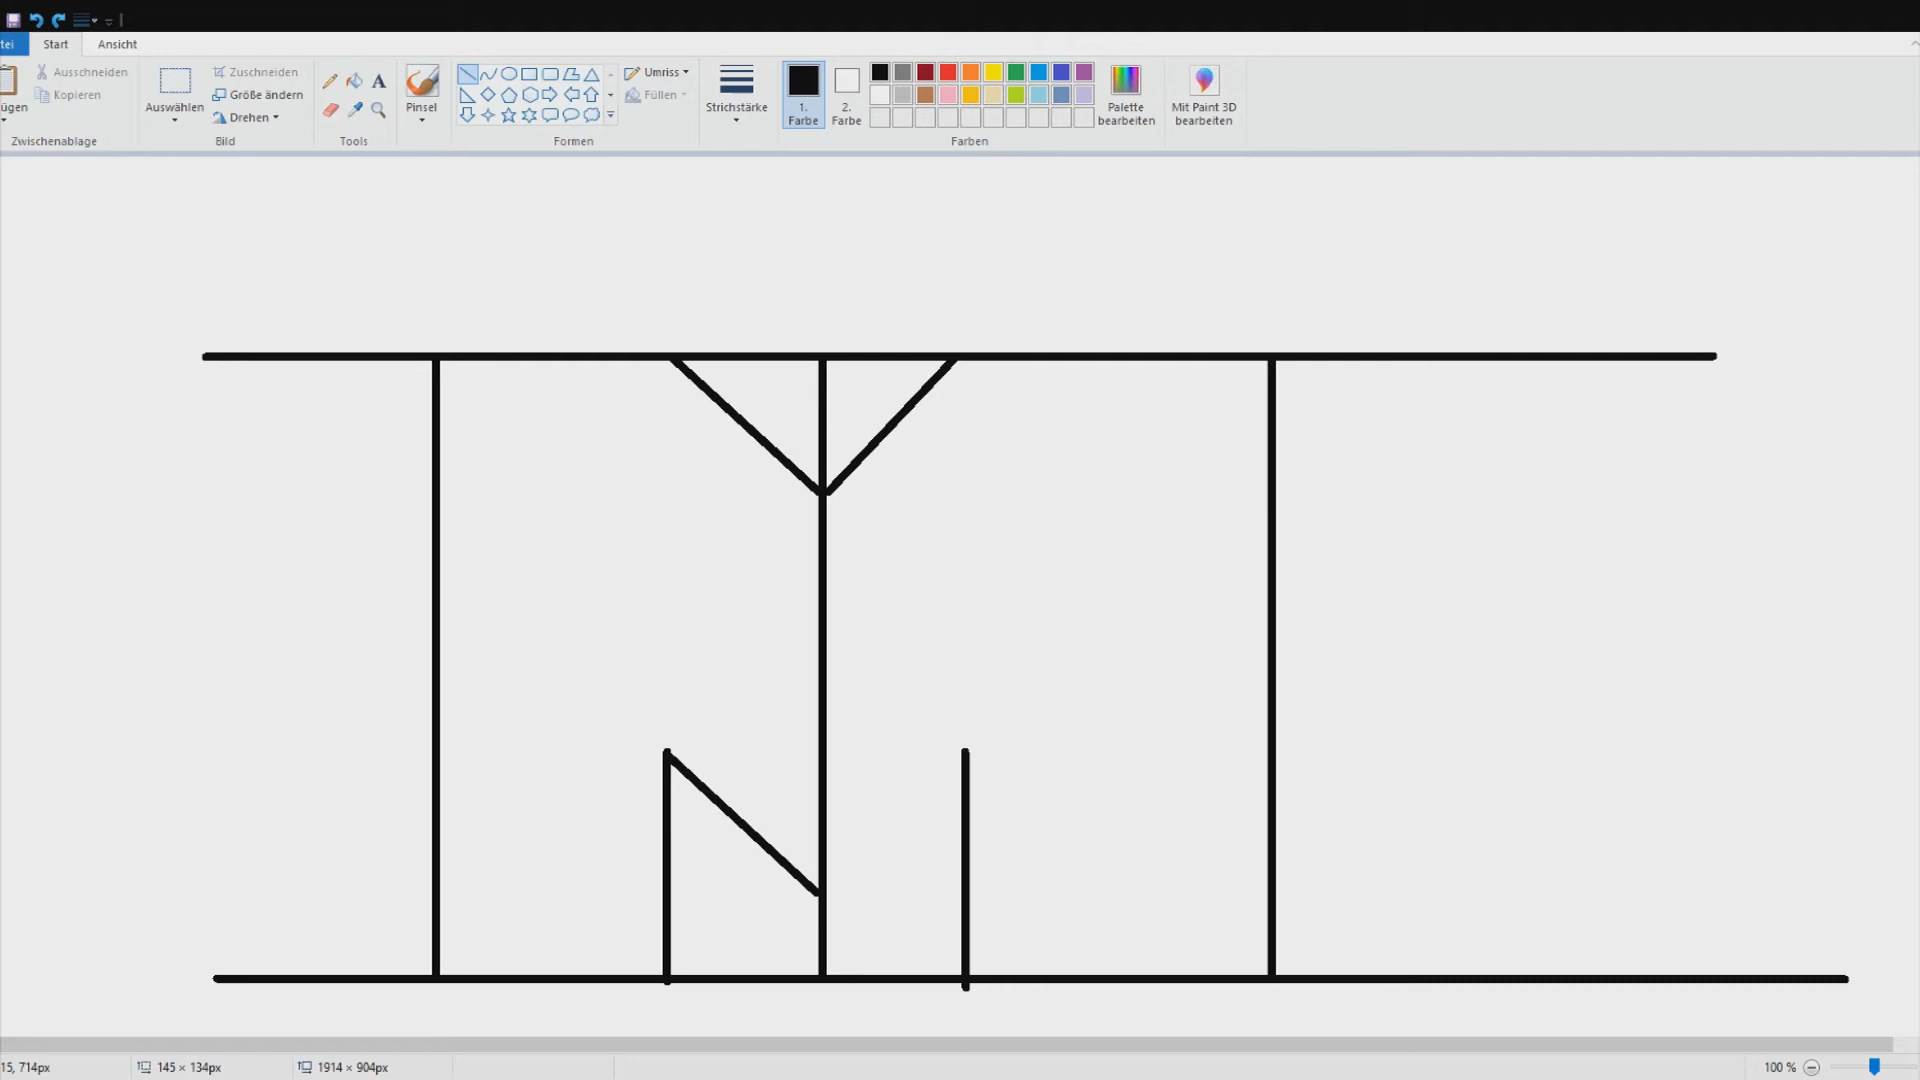 tei Start Ansicht
Ausschneiden
Kopieren
ügen
Zwischenablage
Auswählen
Zuschneiden
Größe ändern
Drehen
Bild
Tools
Pinsel
Formen
Umriss
Füllen
Strichstärke
1.
Farbe
2.
Farbe
Palette
bearbeiten
Farben
Mit Paint 3D
bearbeiten
15, 714px 145 × 134px 1914 × 904px 100 %